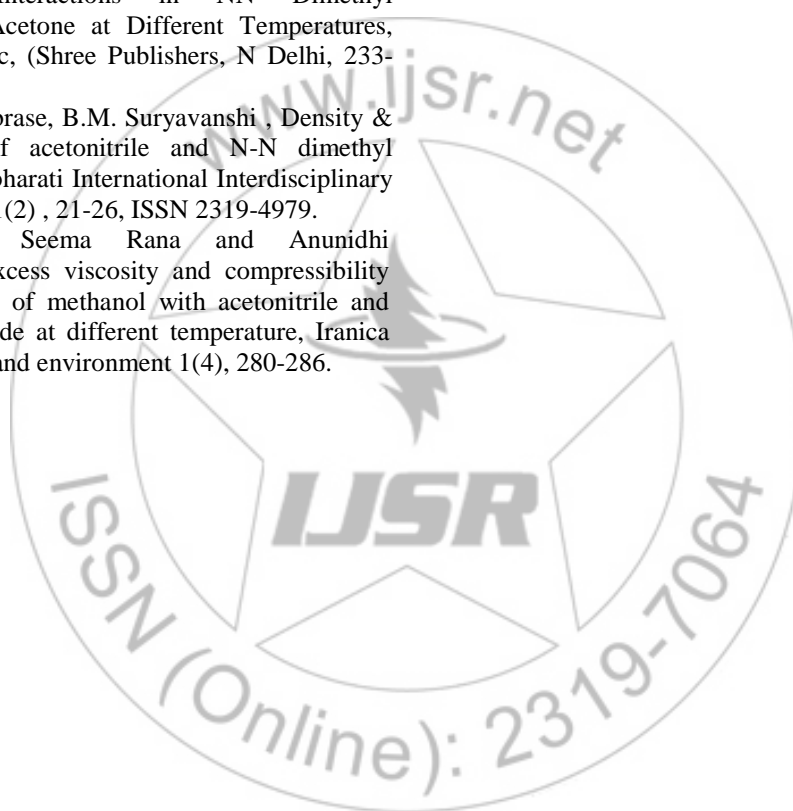 Interactions in NN Dimethyl
Acetone at Different Temperatures,
c, (Shree Publishers, N Delhi, 233-
orase, B.M. Suryavanshi , Density &
f acetonitrile and N-N dimethyl
bharati International Interdisciplinary
1(2) , 21-26, ISSN 2319-4979.
Seema Rana and Anunidhi
xcess viscosity and compressibility
of methanol with acetonitrile and
de at different temperature, Iranica
and environment 1(4), 280-286.
www.ijsr.net
IJSR
ISSN (Online): 2319-7064